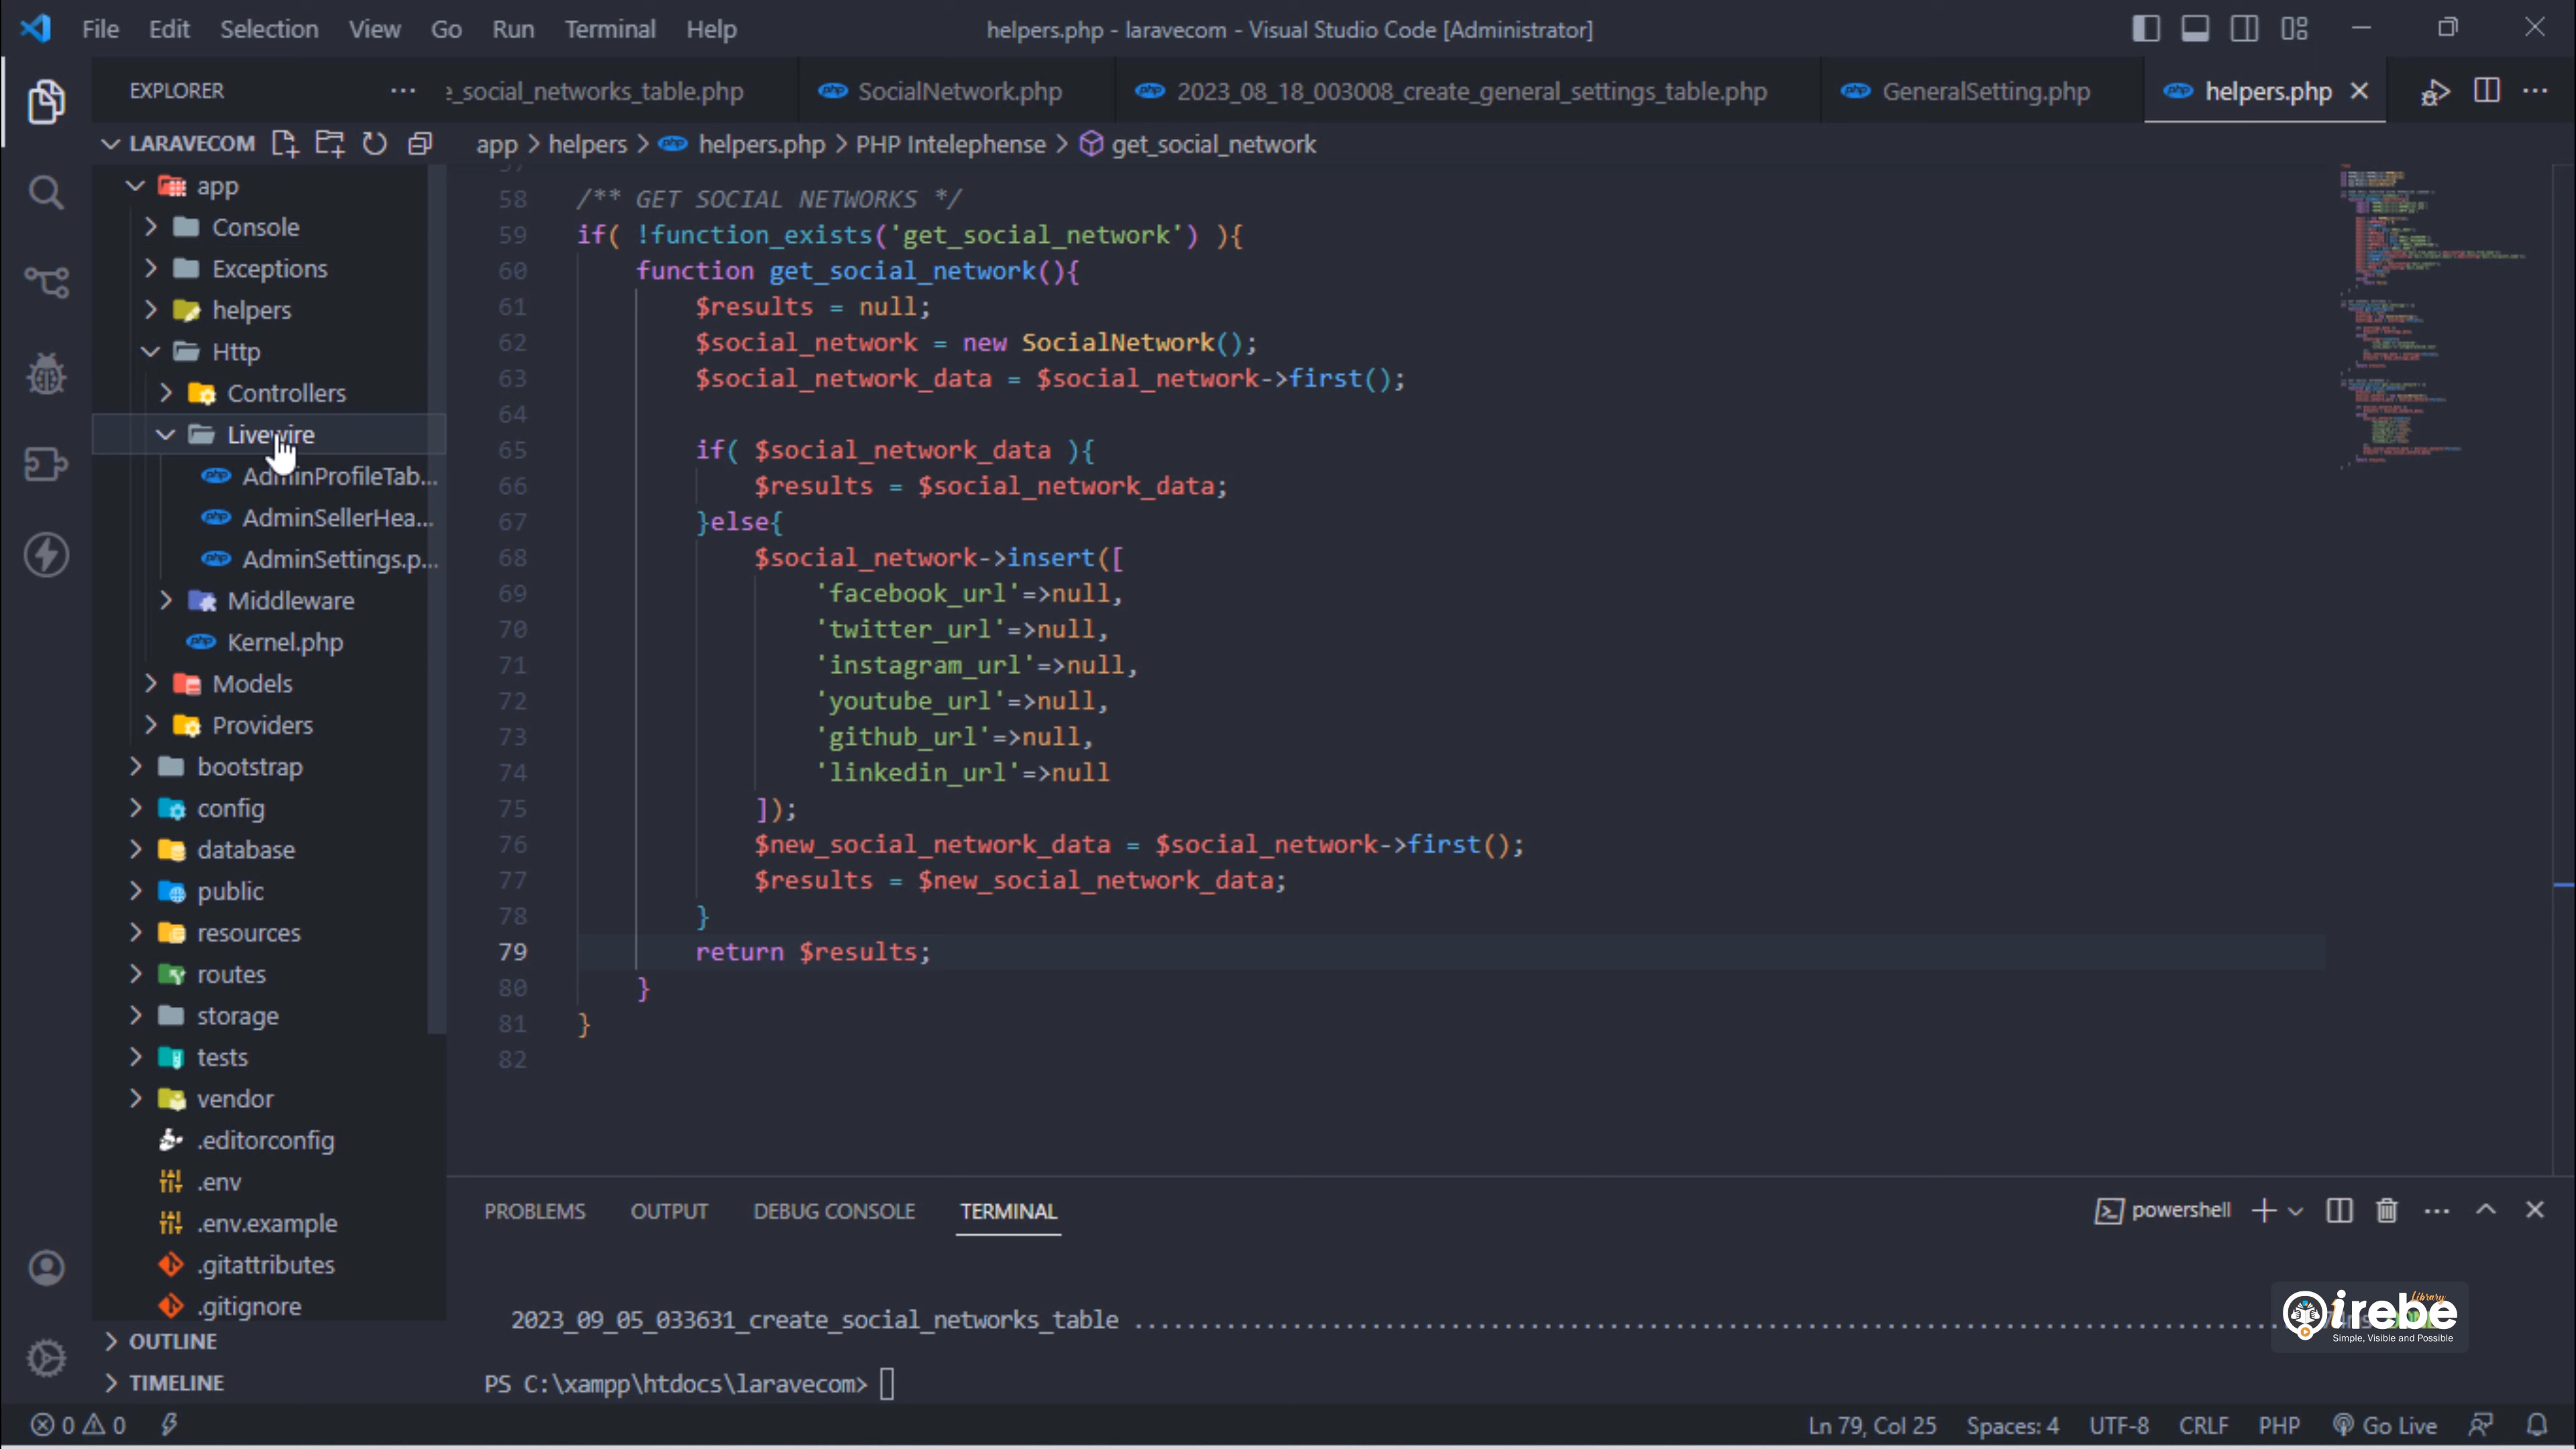 File Edit Selection View Go Run Terminal Help
helpers.php - laravecom - Visual Studio Code [Administrator]
EXPLORER
e_social_networks_table.php
SocialNetwork.php
2023_08_18_003008_create_general_settings_table.php
GeneralSetting.php
helpers.php
LARAVECOM
app > helpers > helpers.php > PHP Intelephense > get_social_network
app
Console
Exceptions
helpers
Http
Controllers
Livewire
AdminProfileTab...
AdminSellerHea...
AdminSettings.p...
Middleware
Kernel.php
Models
Providers
bootstrap
config
database
public
resources
routes
storage
tests
vendor
.editorconfig
.env
.env.example
.gitattributes
.gitignore
OUTLINE
TIMELINE
58 /** GET SOCIAL NETWORKS */
59 if( !function_exists('get_social_network') ){
60 function get_social_network(){
61 $results = null;
62 $social_network = new SocialNetwork();
63 $social_network_data = $social_network->first();
64
65 if( $social_network_data ){
66 $results = $social_network_data;
67 }else{
68 $social_network->insert([
69 'facebook_url'=>null,
70 'twitter_url'=>null,
71 'instagram_url'=>null,
72 'youtube_url'=>null,
73 'github_url'=>null,
74 'linkedin_url'=>null
75 ]);
76 $new_social_network_data = $social_network->first();
77 $results = $new_social_network_data;
78 }
79 return $results;
80 }
81 }
82
PROBLEMS OUTPUT DEBUG CONSOLE TERMINAL
powershell
2023_09_05_033631_create_social_networks_table
PS C:\xampp\htdocs\laravecom>
irebe
Library
Simple, Visible and Possible
0 0
Ln 79, Col 25 Spaces: 4 UTF-8 CRLF PHP Go Live